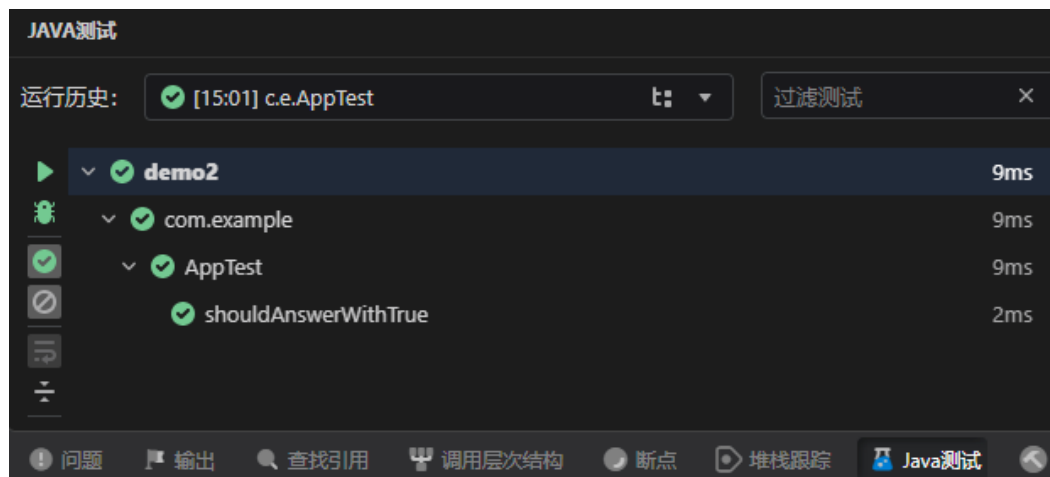 JAVA测试
运行历史： [15:01] c.e.AppTest 过滤测试
demo2 9ms
com.example 9ms
AppTest 9ms
shouldAnswerWithTrue 2ms
问题 输出 查找引用 调用层次结构 断点 堆栈跟踪 Java测试